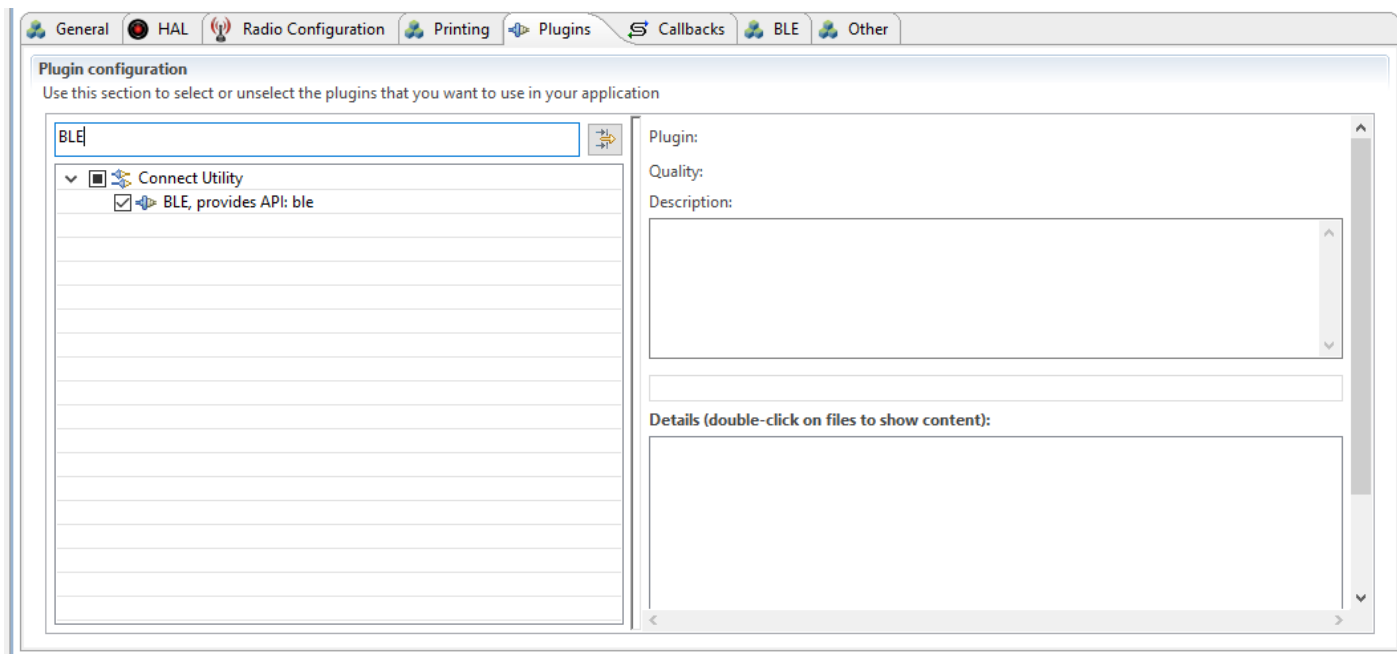 General HAL Radio Configuration Printing Plugins Callbacks BLE Other
Plugin configuration
Use this section to select or unselect the plugins that you want to use in your application
BLE
Connect Utility
BLE, provides API: ble
Plugin:
Quality:
Description:
Details (double-click on files to show content):